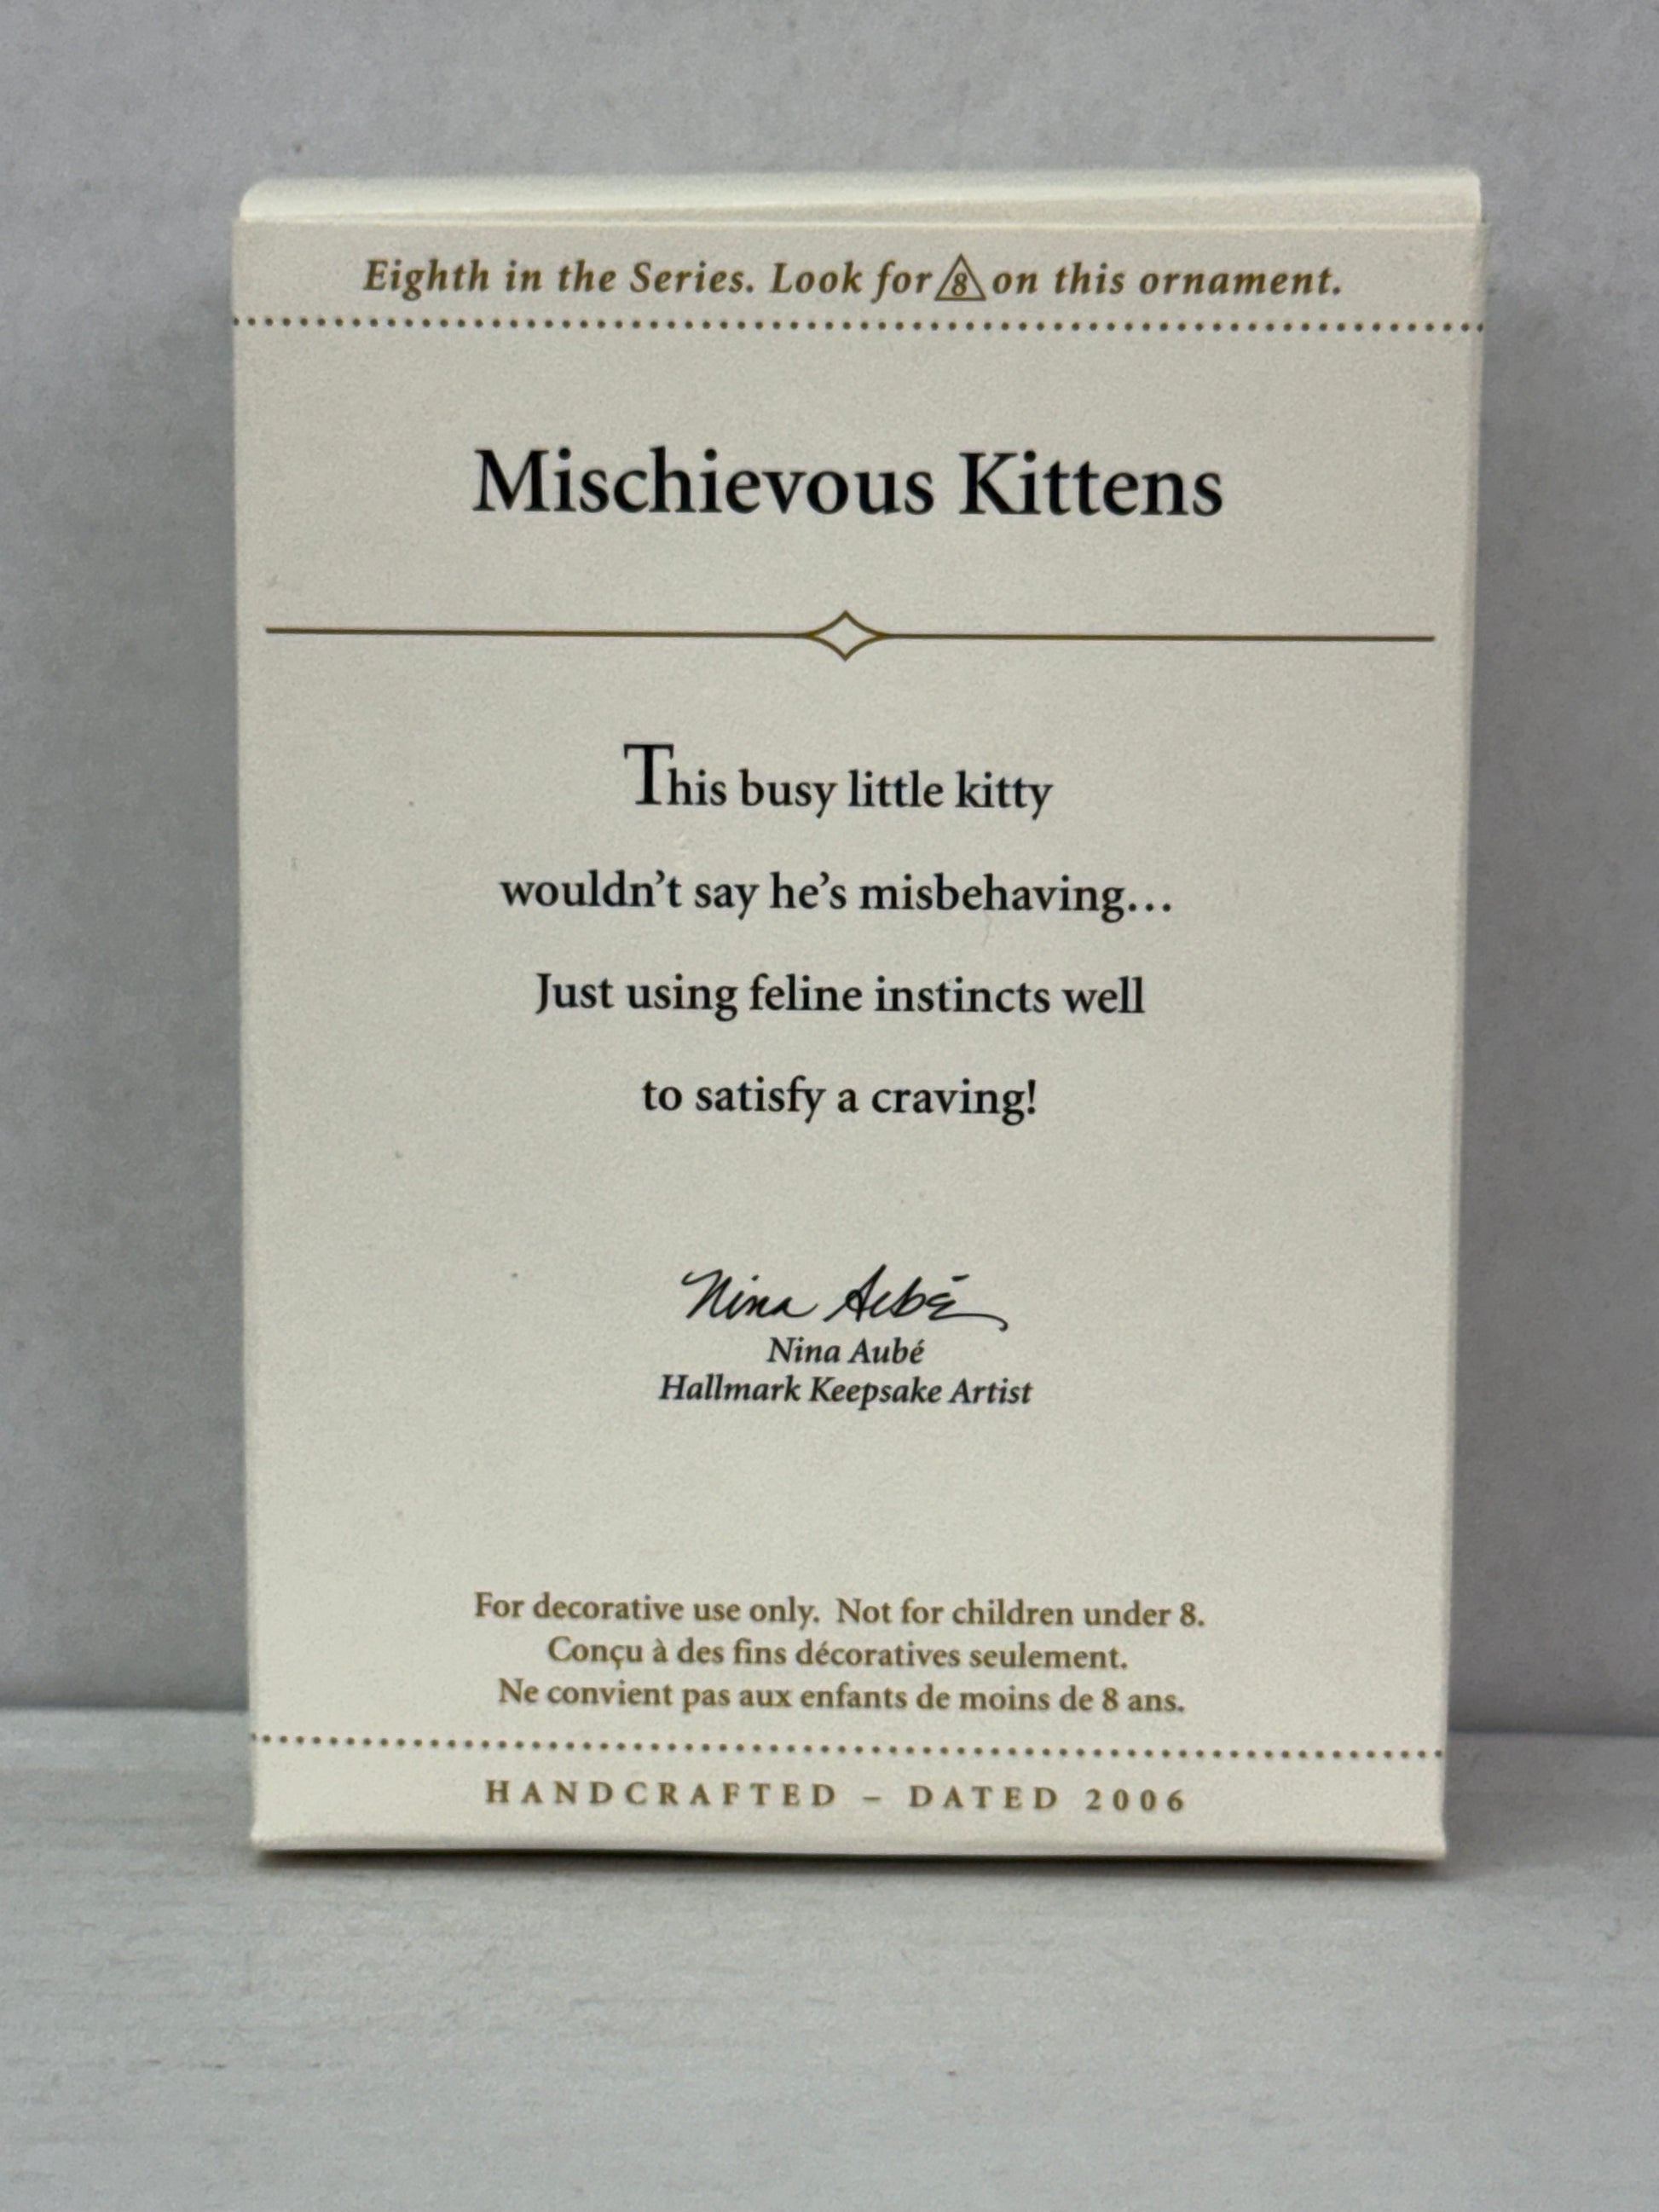 Eighth in the Series. Look for 8 on this ornament.
Mischievous Kittens
This busy little kitty
wouldn't say he's misbehaving...
Just using feline instincts well
to satisfy a craving!
Nina Aubé
Nina Aubé
Hallmark Keepsake Artist
For decorative use only. Not for children under 8.
Conçu à des fins décoratives seulement.
Ne convient pas aux enfants de moins de 8 ans.
HANDCRAFTED – DATED 2006